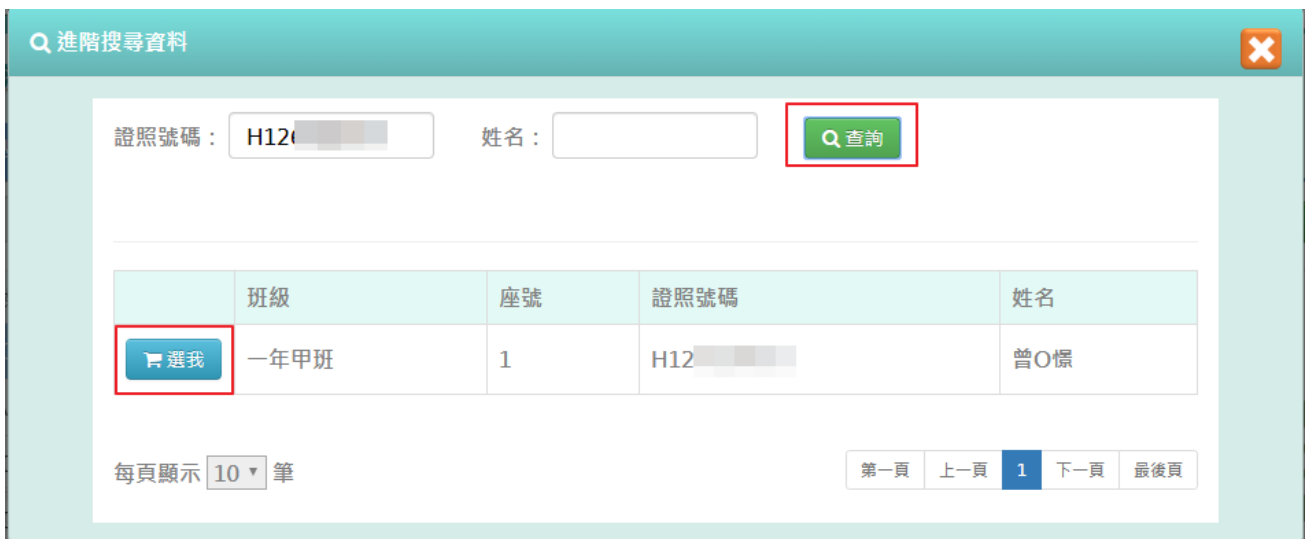 進階搜尋資料
證照號碼： H12 姓名： 查詢
班級 座號 證照號碼 姓名
選我 一年甲班 1 H12 曾O憬
每頁顯示 10 筆 第一頁 上一頁 1 下一頁 最後頁